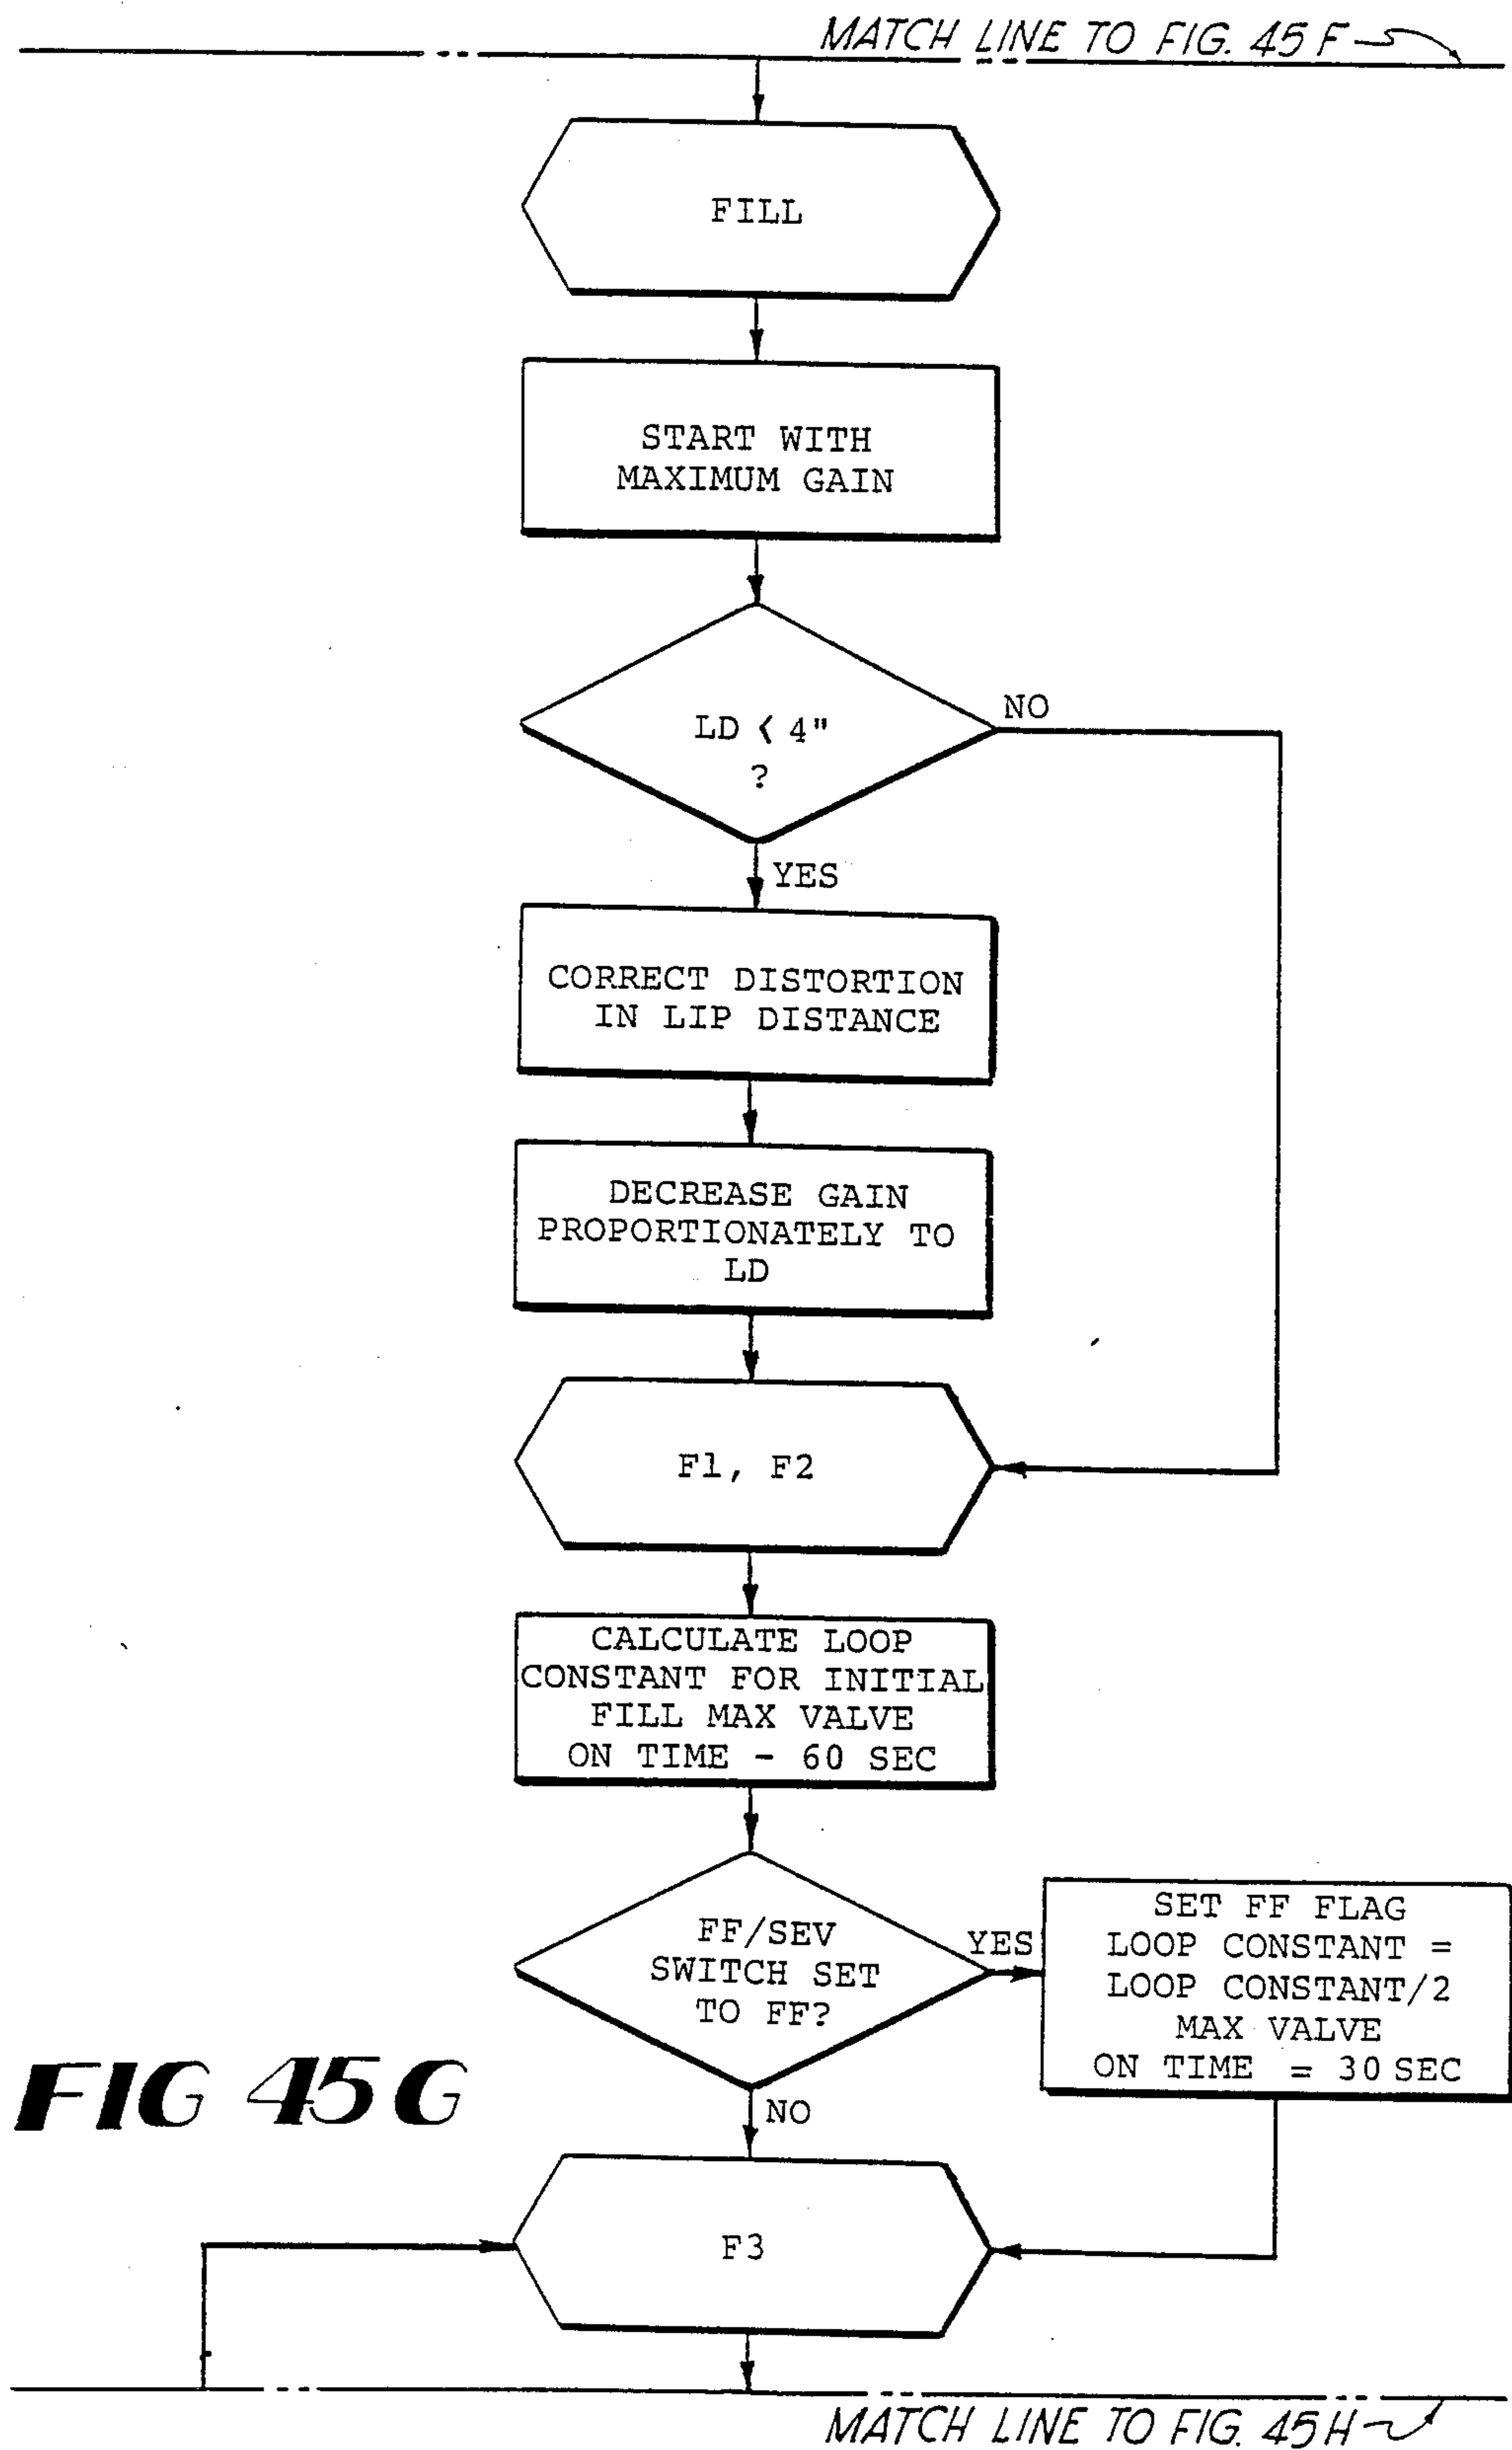 MATCH LINE TO FIG. 45 F
FILL
START WITH
MAXIMUM GAIN
LD < 4"
?
NO
YES
CORRECT DISTORTION
IN LIP DISTANCE
DECREASE GAIN
PROPORTIONATELY TO
LD
F1, F2
CALCULATE LOOP
CONSTANT FOR INITIAL
FILL MAX VALVE
ON TIME - 60 SEC
FF/SEV
SWITCH SET
TO FF?
YES
SET FF FLAG
LOOP CONSTANT =
LOOP CONSTANT/2
MAX VALVE
ON TIME = 30 SEC
NO
FIG 45G
F3
MATCH LINE TO FIG. 45 H